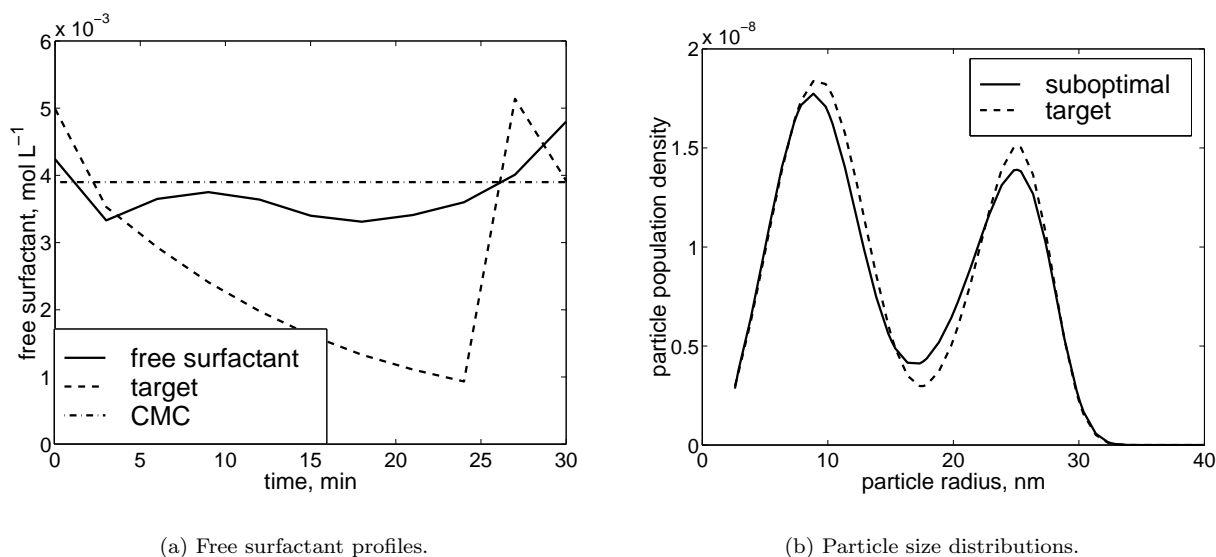 x 10⁻³
6
5
4
3
2
1
0
free surfactant, mol L⁻¹
free surfactant
target
CMC
0 5 10 15 20 25 30
time, min
(a) Free surfactant profiles.
x 10⁻⁸
2
1.5
1
0.5
0
particle population density
suboptimal
target
0 10 20 30 40
particle radius, nm
(b) Particle size distributions.